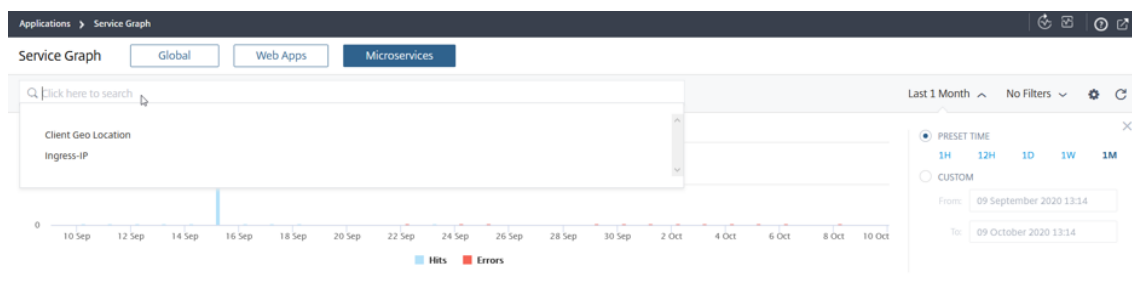 Applications > Service Graph
Service Graph Global Web Apps Microservices
Click here to search
Last 1 Month No Filters
Client Geo Location
Ingress-IP
PRESET TIME
1H 12H 1D 1W 1M
CUSTOM
From: 09 September 2020 13:14
To: 09 October 2020 13:14
0
10 Sep 12 Sep 14 Sep 16 Sep 18 Sep 20 Sep 22 Sep 24 Sep 26 Sep 28 Sep 30 Sep 2 Oct 4 Oct 6 Oct 8 Oct 10 Oct
Hits Errors